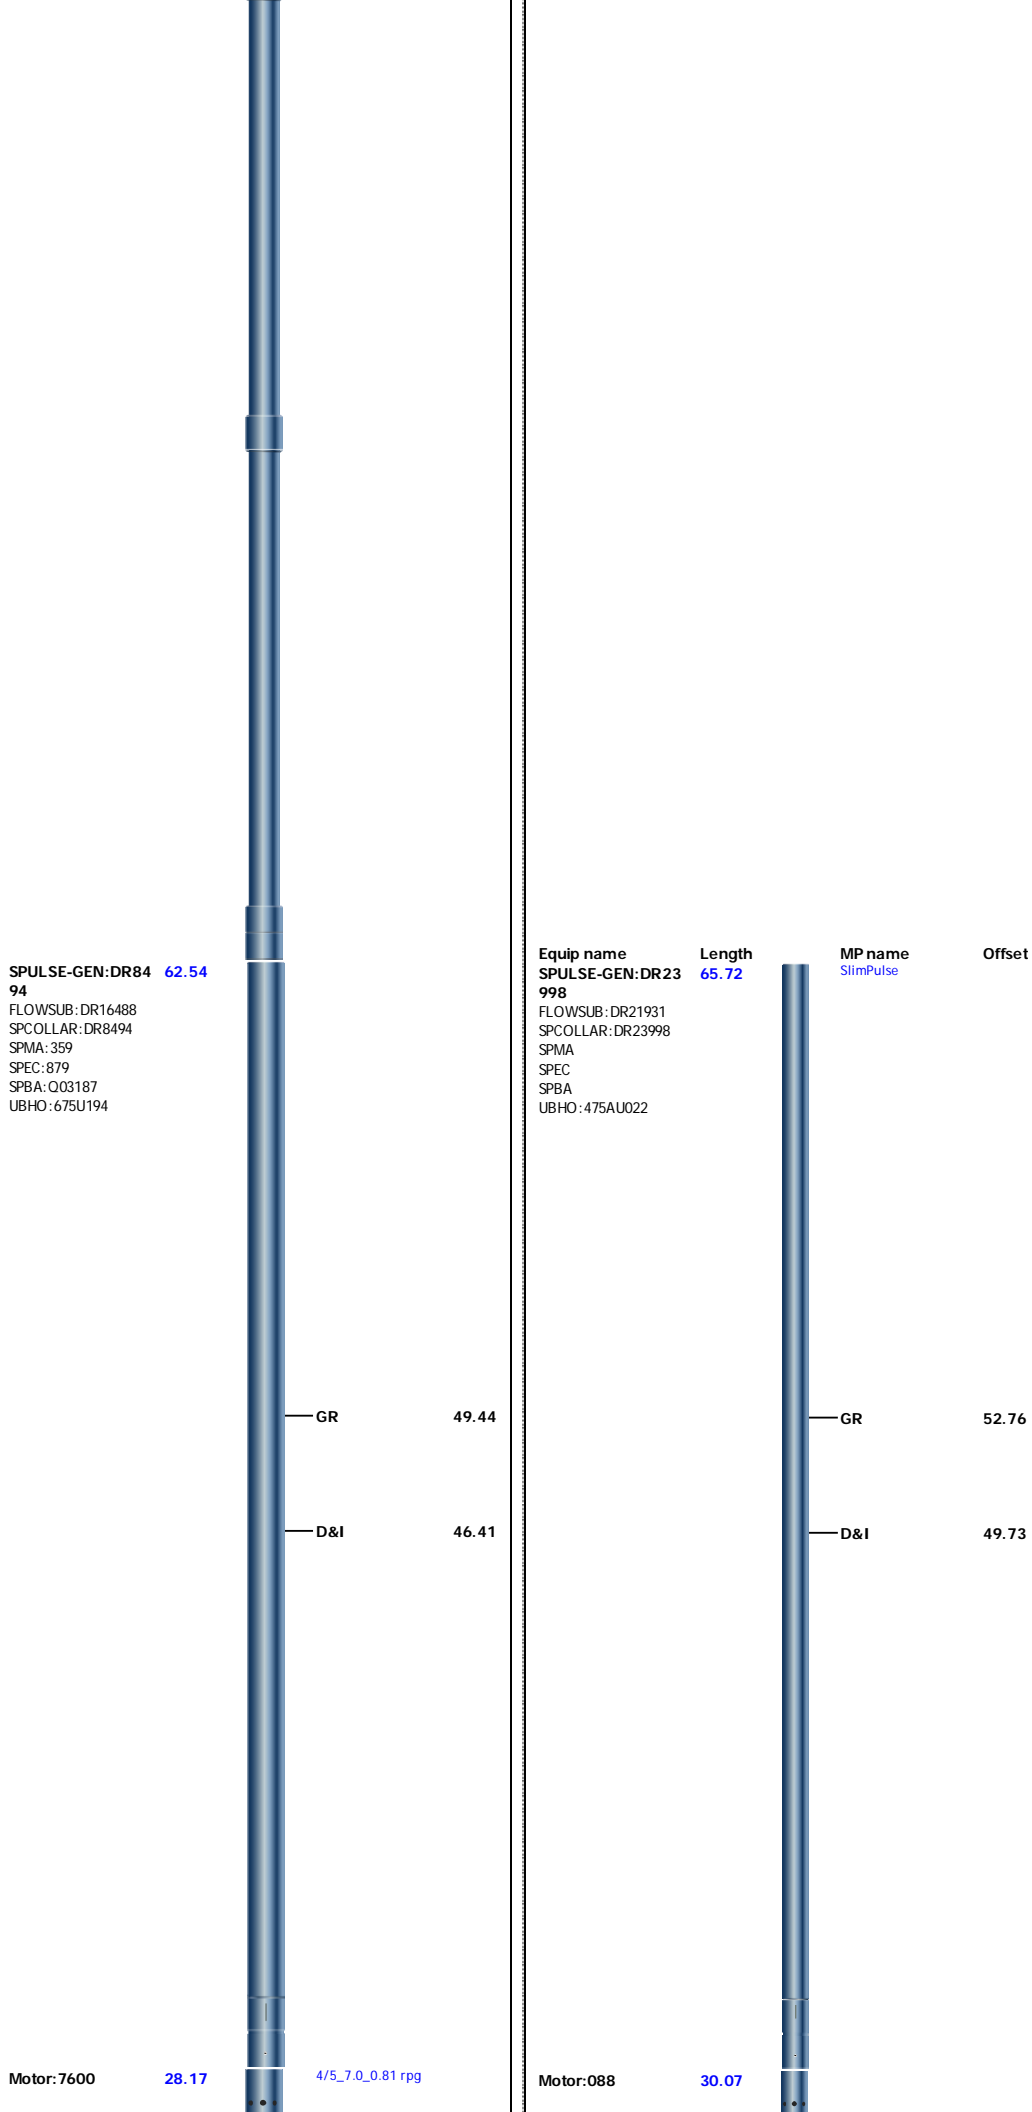 SPULSE-GEN:DR84 62.54
94
FLOWSUB:DR16488
SPCOLLAR:DR8494
SPMA:359
SPEC:879
SPBA:Q03187
UBHO:675U194
GR 49.44
D&I 46.41
Motor:7600 28.17 4/5_7.0_0.81 rpg
Equip name Length MP name Offset
SPULSE-GEN:DR23 65.72 SlimPulse
998
FLOWSUB:DR21931
SPCOLLAR:DR23998
SPMA
SPEC
SPBA
UBHO:475AU022
GR 52.76
D&I 49.73
Motor:088 30.07